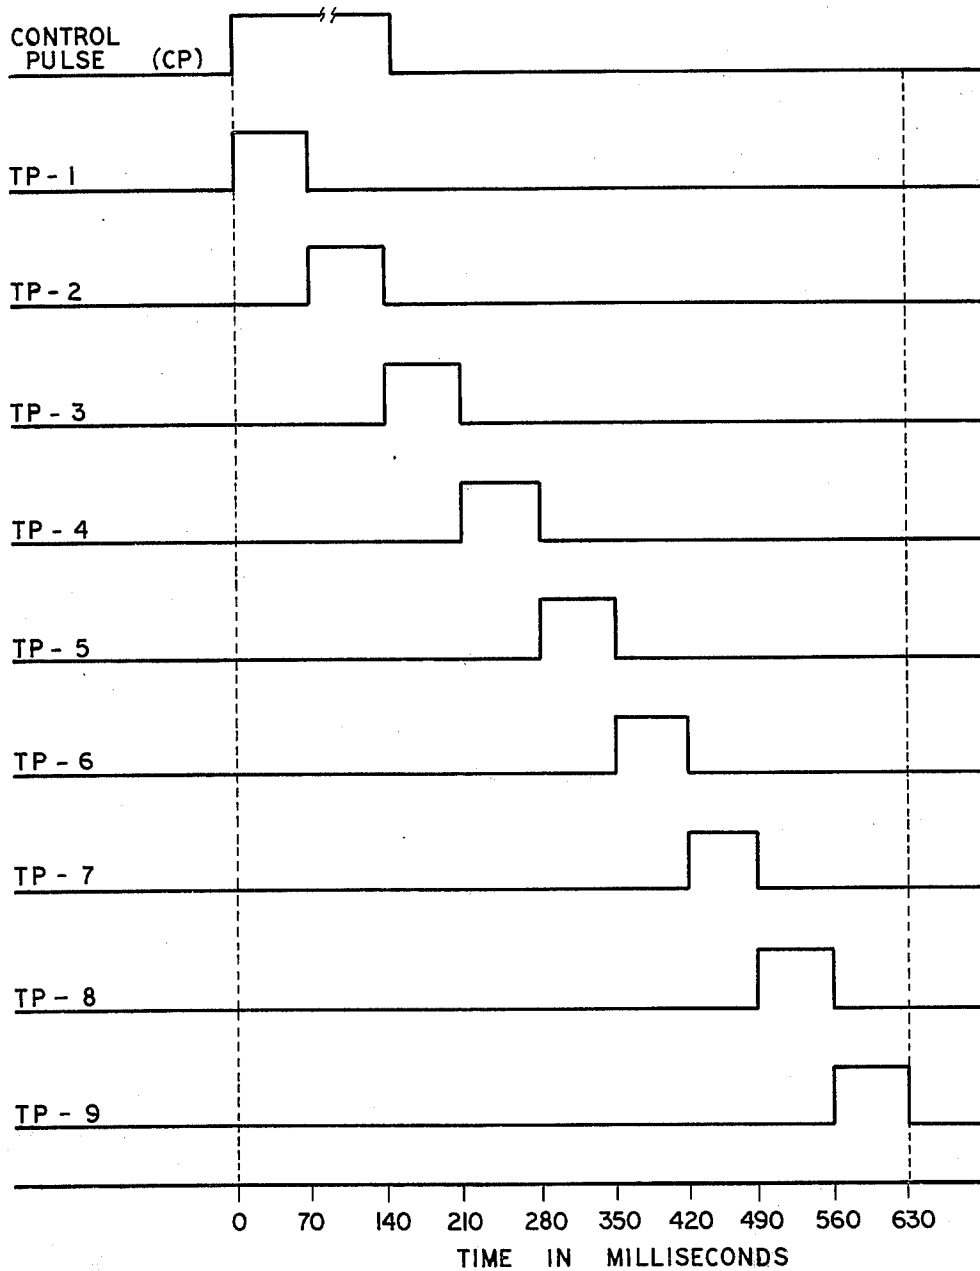 CONTROL
PULSE (CP)
TP-1
TP-2
TP-3
TP-4
TP-5
TP-6
TP-7
TP-8
TP-9
0 70 140 210 280 350 420 490 560 630
TIME IN MILLISECONDS